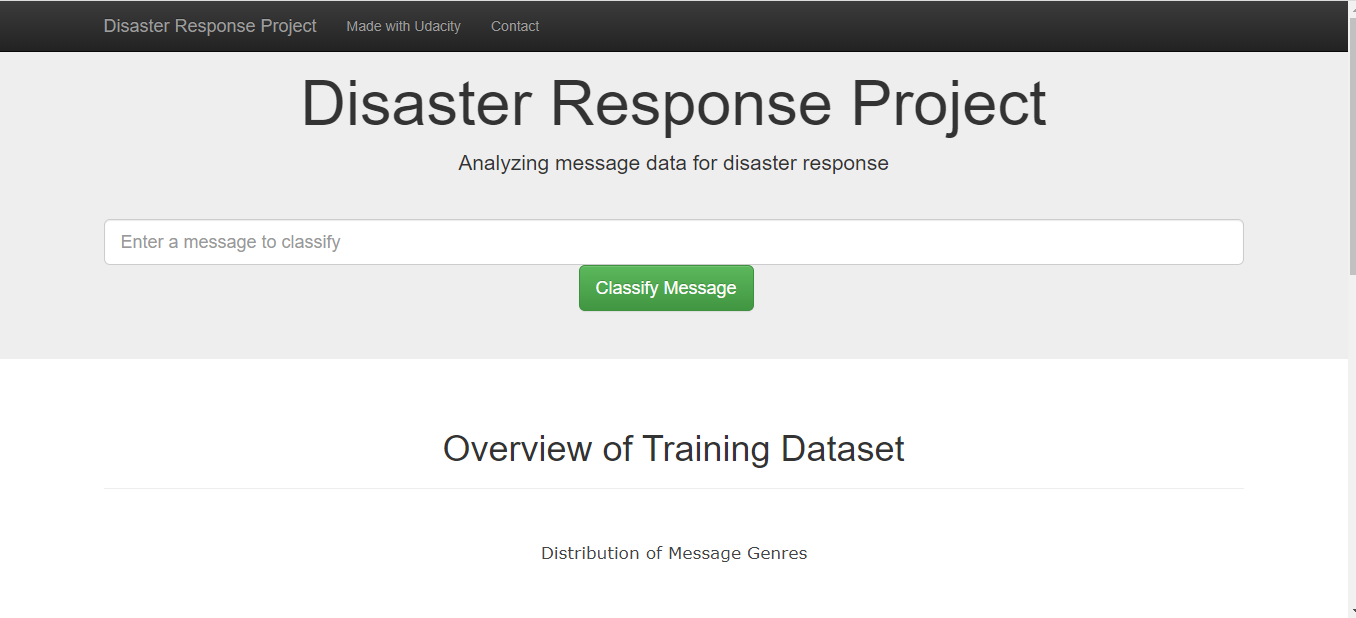 Disaster Response Project Made with Udacity Contact
Disaster Response Project
Analyzing message data for disaster response
Enter a message to classify
Classify Message
Overview of Training Dataset
Distribution of Message Genres